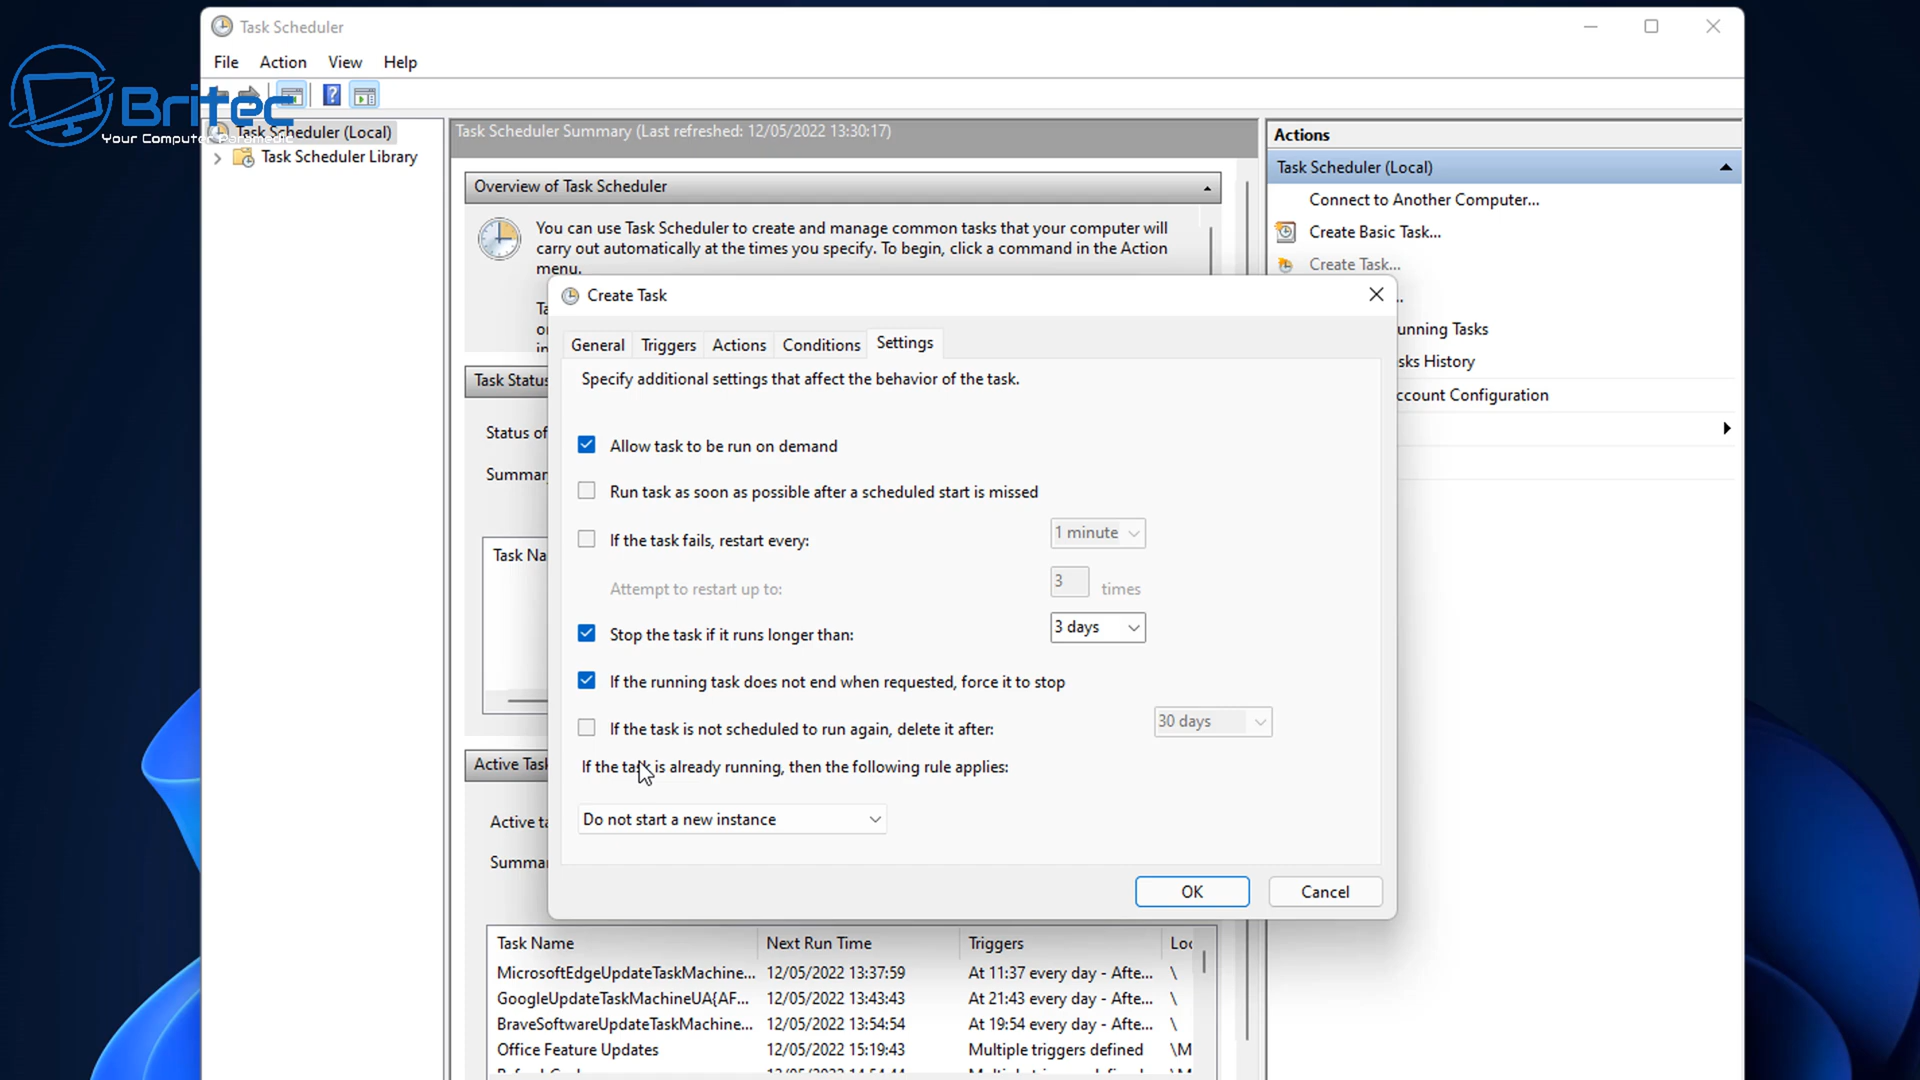 Task Scheduler
File Action View Help
Britec
Your Computer Paramedic
Task Scheduler (Local)
Task Scheduler Library
Task Scheduler Summary (Last refreshed: 12/05/2022 13:30:17)
Overview of Task Scheduler
You can use Task Scheduler to create and manage common tasks that your computer will
carry out automatically at the times you specify. To begin, click a command in the Action
menu.
Task Status
Status of
Summar
Task Na
Active Tas
Active ta
Summa
Actions
Task Scheduler (Local)
Connect to Another Computer...
Create Basic Task...
Create Task...
unning Tasks
sks History
ccount Configuration
Create Task
General Triggers Actions Conditions Settings
Specify additional settings that affect the behavior of the task.
Allow task to be run on demand
Run task as soon as possible after a scheduled start is missed
If the task fails, restart every: 1 minute
Attempt to restart up to: 3 times
Stop the task if it runs longer than: 3 days
If the running task does not end when requested, force it to stop
If the task is not scheduled to run again, delete it after: 30 days
If the task is already running, then the following rule applies:
Do not start a new instance
OK Cancel
Task Name Next Run Time Triggers Loc
MicrosoftEdgeUpdateTaskMachine... 12/05/2022 13:37:59 At 11:37 every day - Afte... \
GoogleUpdateTaskMachineUA{AF... 12/05/2022 13:43:43 At 21:43 every day - Afte... \
BraveSoftwareUpdateTaskMachine... 12/05/2022 13:54:54 At 19:54 every day - Afte... \
Office Feature Updates 12/05/2022 15:19:43 Multiple triggers defined \M